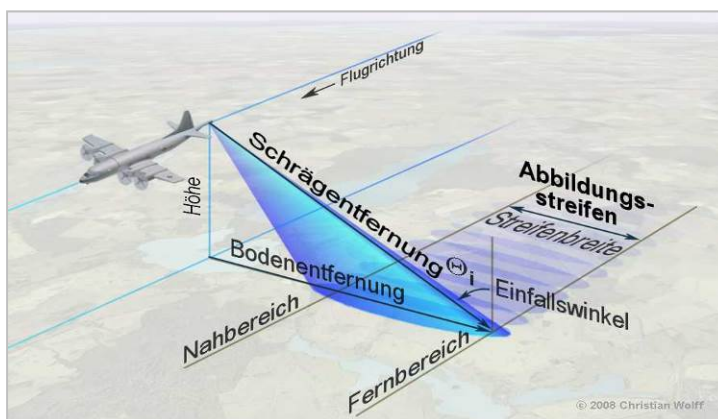 Flugrichtung
Schrägentfernung
Höhe
Abbildungs-
streifen
Streifenbreite
Θi
Bodenentfernung
Einfallswinkel
Nahbereich
Fernbereich
© 2008 Christian Wolff